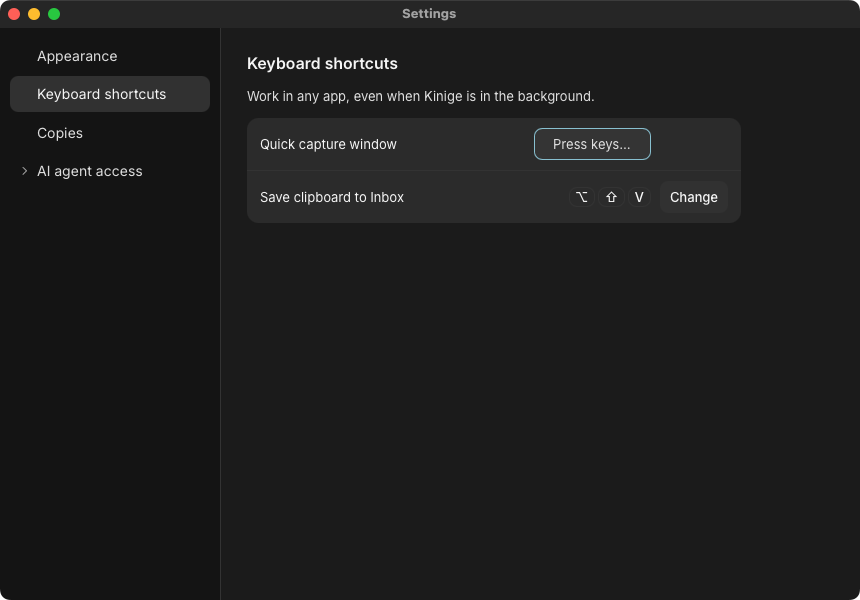 Settings
Appearance
Keyboard shortcuts
Copies
AI agent access
Keyboard shortcuts
Work in any app, even when Kinige is in the background.
Quick capture window Press keys...
Save clipboard to Inbox ⌥ ⇧ V Change